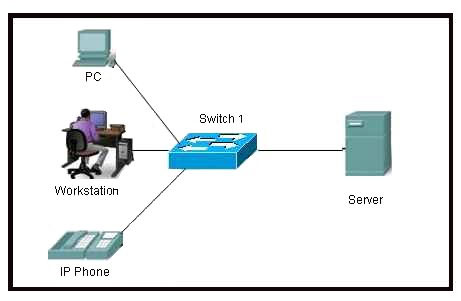 PC
Switch 1
Workstation
Server
IP Phone